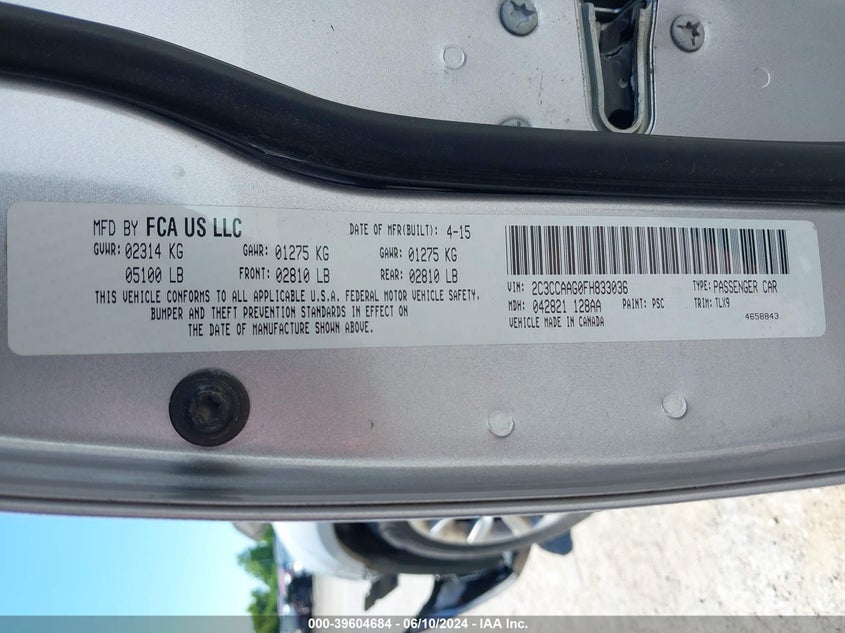 MFD BY FCA US LLC DATE OF MFR(BUILT): 4-15
GVWR: 02314 KG GAWR: 01275 KG GAWR: 01275 KG
05100 LB FRONT: 02810 LB REAR: 02810 LB
THIS VEHICLE CONFORMS TO ALL APPLICABLE U.S.A. FEDERAL MOTOR VEHICLE SAFETY,
BUMPER AND THEFT PREVENTION STANDARDS IN EFFECT ON
THE DATE OF MANUFACTURE SHOWN ABOVE.
VIN: 2C3CCAAG0FH833036 TYPE: PASSENGER CAR
MDH: 042821 128AA PAINT: PSC TRIM: TLX9
VEHICLE MADE IN CANADA 4658843
000-39604684 - 06/10/2024 - IAA Inc.